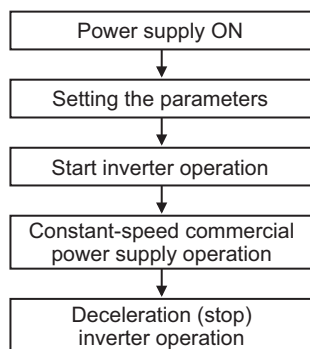 Power supply ON
Setting the parameters
Start inverter operation
Constant-speed commercial
power supply operation
Deceleration (stop)
inverter operation